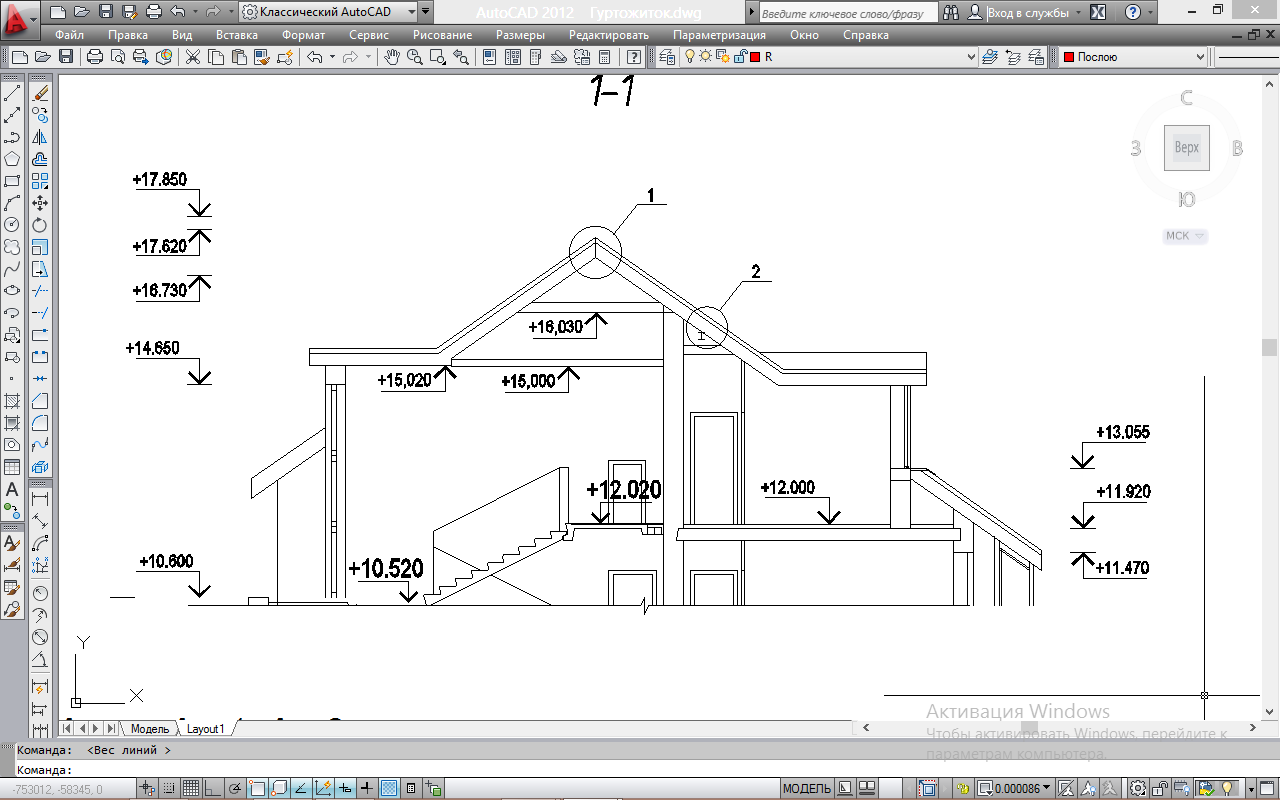 Классический AutoCAD
AutoCAD 2012 Гуртожиток.dwg
Введите ключевое слово/фразу
Вход в службы
Файл Правка Вид Вставка Формат Сервис Рисование Размеры Редактировать Параметризация Окно Справка
R
Послою
1-1
С
З Верх В
Ю
МСК
+17.850
1
+17.620
2
+16.730
+16,030
I
+14.650
+15,020
+15,000
+13.055
+12.020
+12.000
+11.920
+10.600
+10.520
+11.470
Y
X
Модель Layout1
Активация Windows
Чтобы активировать Windows, перейдите к
параметрам компьютера.
Команда: <Вес линий >
Команда:
-753012, -58345, 0
МОДЕЛЬ
0.000086